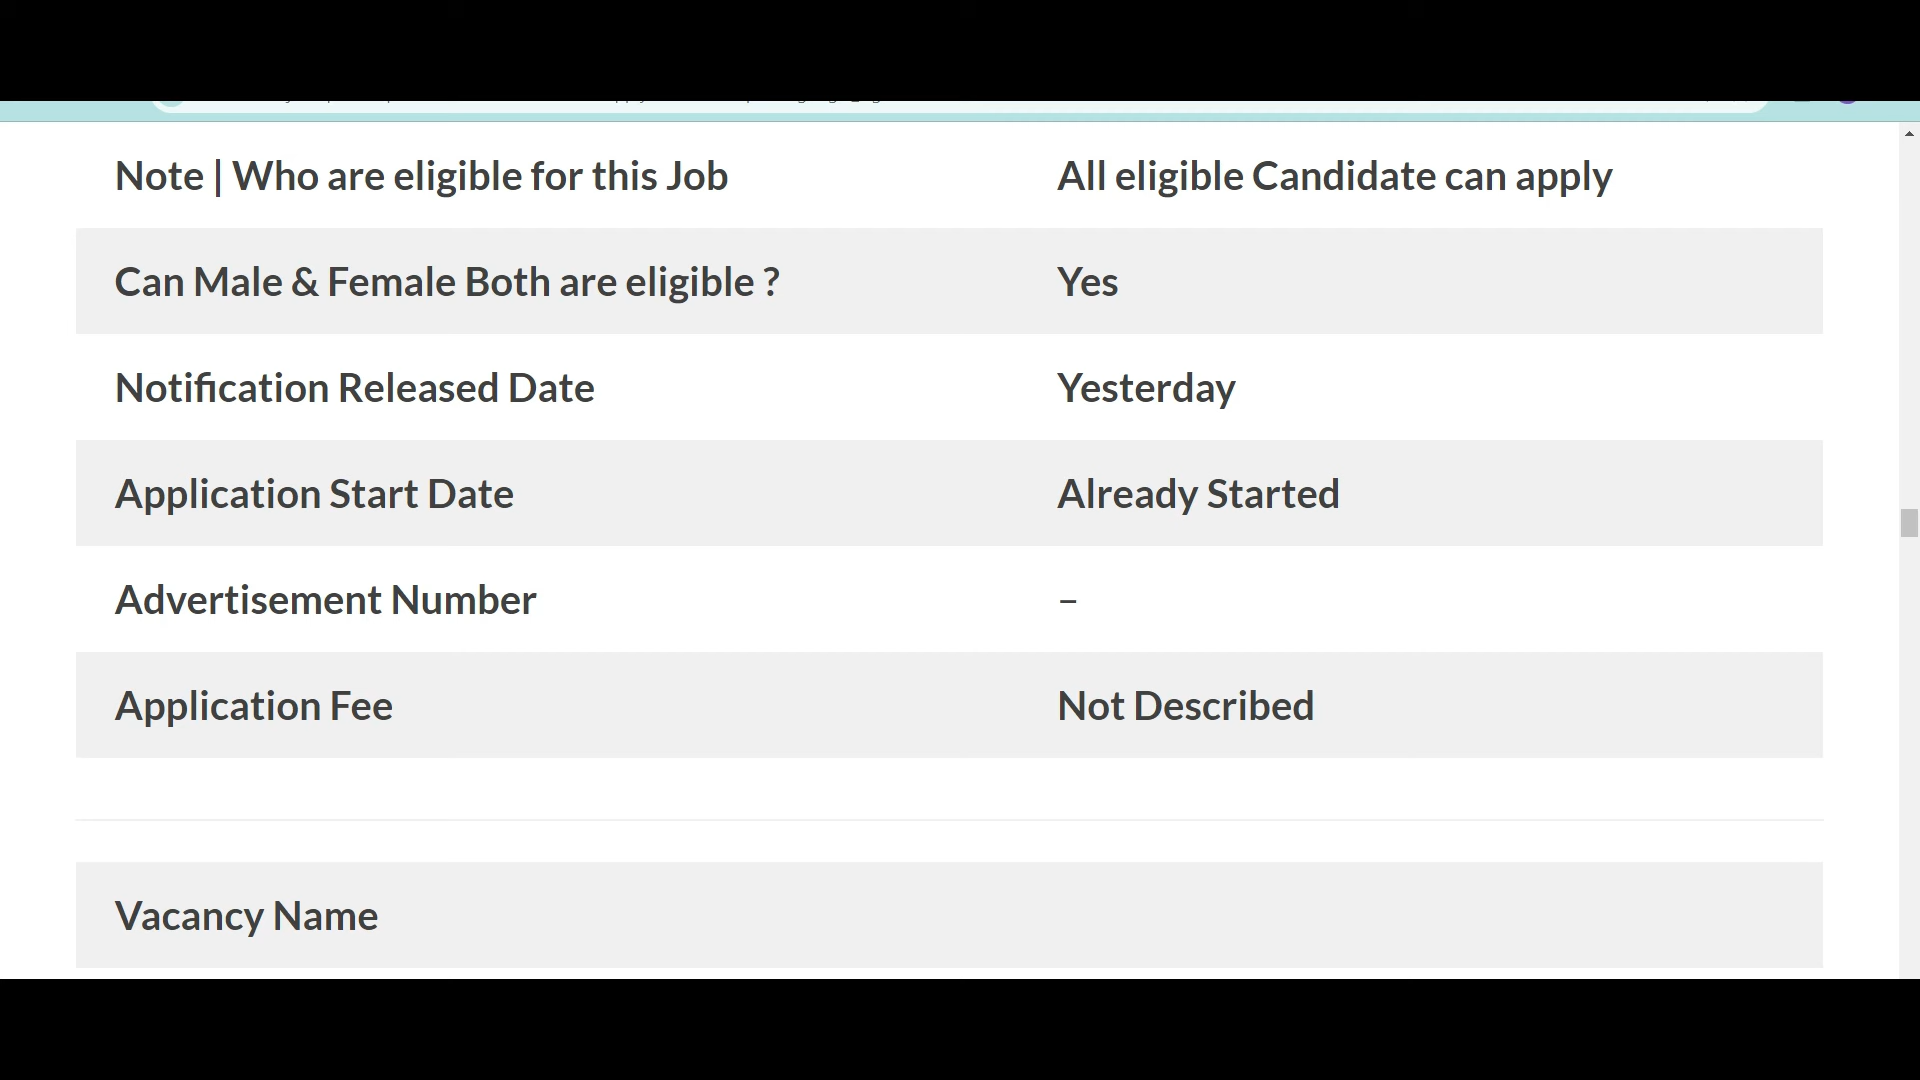 Note | Who are eligible for this Job All eligible Candidate can apply
Can Male & Female Both are eligible ? Yes
Notification Released Date Yesterday
Application Start Date Already Started
Advertisement Number –
Application Fee Not Described
Vacancy Name